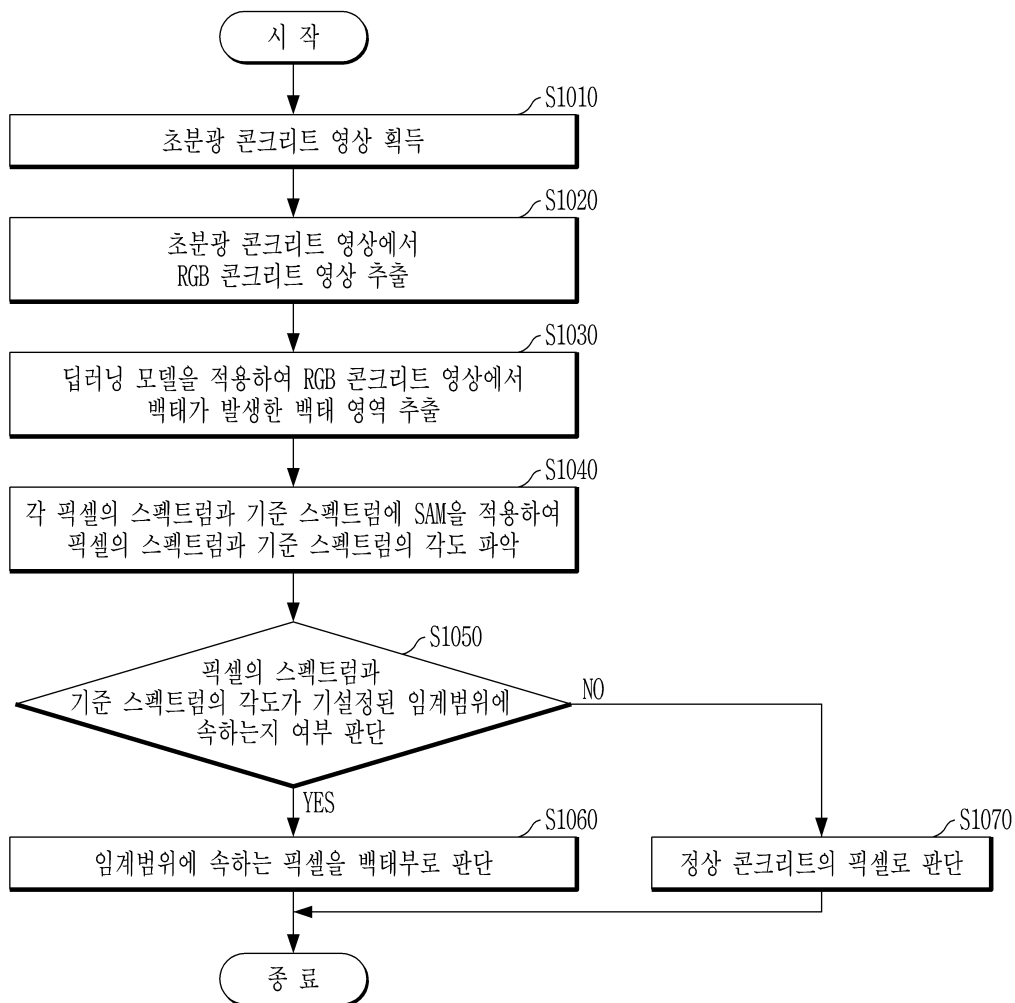 시 작
S1010
초분광 콘크리트 영상 획득
S1020
초분광 콘크리트 영상에서
RGB 콘크리트 영상 추출
S1030
딥러닝 모델을 적용하여 RGB 콘크리트 영상에서
백태가 발생한 백태 영역 추출
S1040
각 픽셀의 스펙트럼과 기준 스펙트럼에 SAM을 적용하여
픽셀의 스펙트럼과 기준 스펙트럼의 각도 파악
S1050
픽셀의 스펙트럼과
기준 스펙트럼의 각도가 기설정된 임계범위에
속하는지 여부 판단
NO
YES
S1060
임계범위에 속하는 픽셀을 백태부로 판단
S1070
정상 콘크리트의 픽셀로 판단
종 료